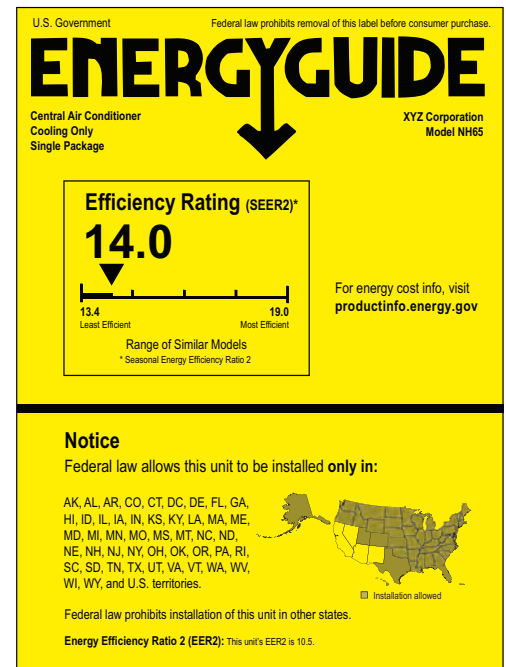 U.S. Government
Federal law prohibits removal of this label before consumer purchase.
ENERGYGUIDE
Central Air Conditioner
Cooling Only
Single Package
XYZ Corporation
Model NH65
Efficiency Rating (SEER2)*
14.0
13.4
Least Efficient
19.0
Most Efficient
Range of Similar Models
* Seasonal Energy Efficiency Ratio 2
For energy cost info, visit
productinfo.energy.gov
Notice
Federal law allows this unit to be installed only in:
AK, AL, AR, CO, CT, DC, DE, FL, GA,
HI, ID, IL, IA, IN, KS, KY, LA, MA, ME,
MD, MI, MN, MO, MS, MT, NC, ND,
NE, NH, NJ, NY, OH, OK, OR, PA, RI,
SC, SD, TN, TX, UT, VA, VT, WA, WV,
WI, WY, and U.S. territories.
Installation allowed
Federal law prohibits installation of this unit in other states.
Energy Efficiency Ratio 2 (EER2): This unit's EER2 is 10.5.